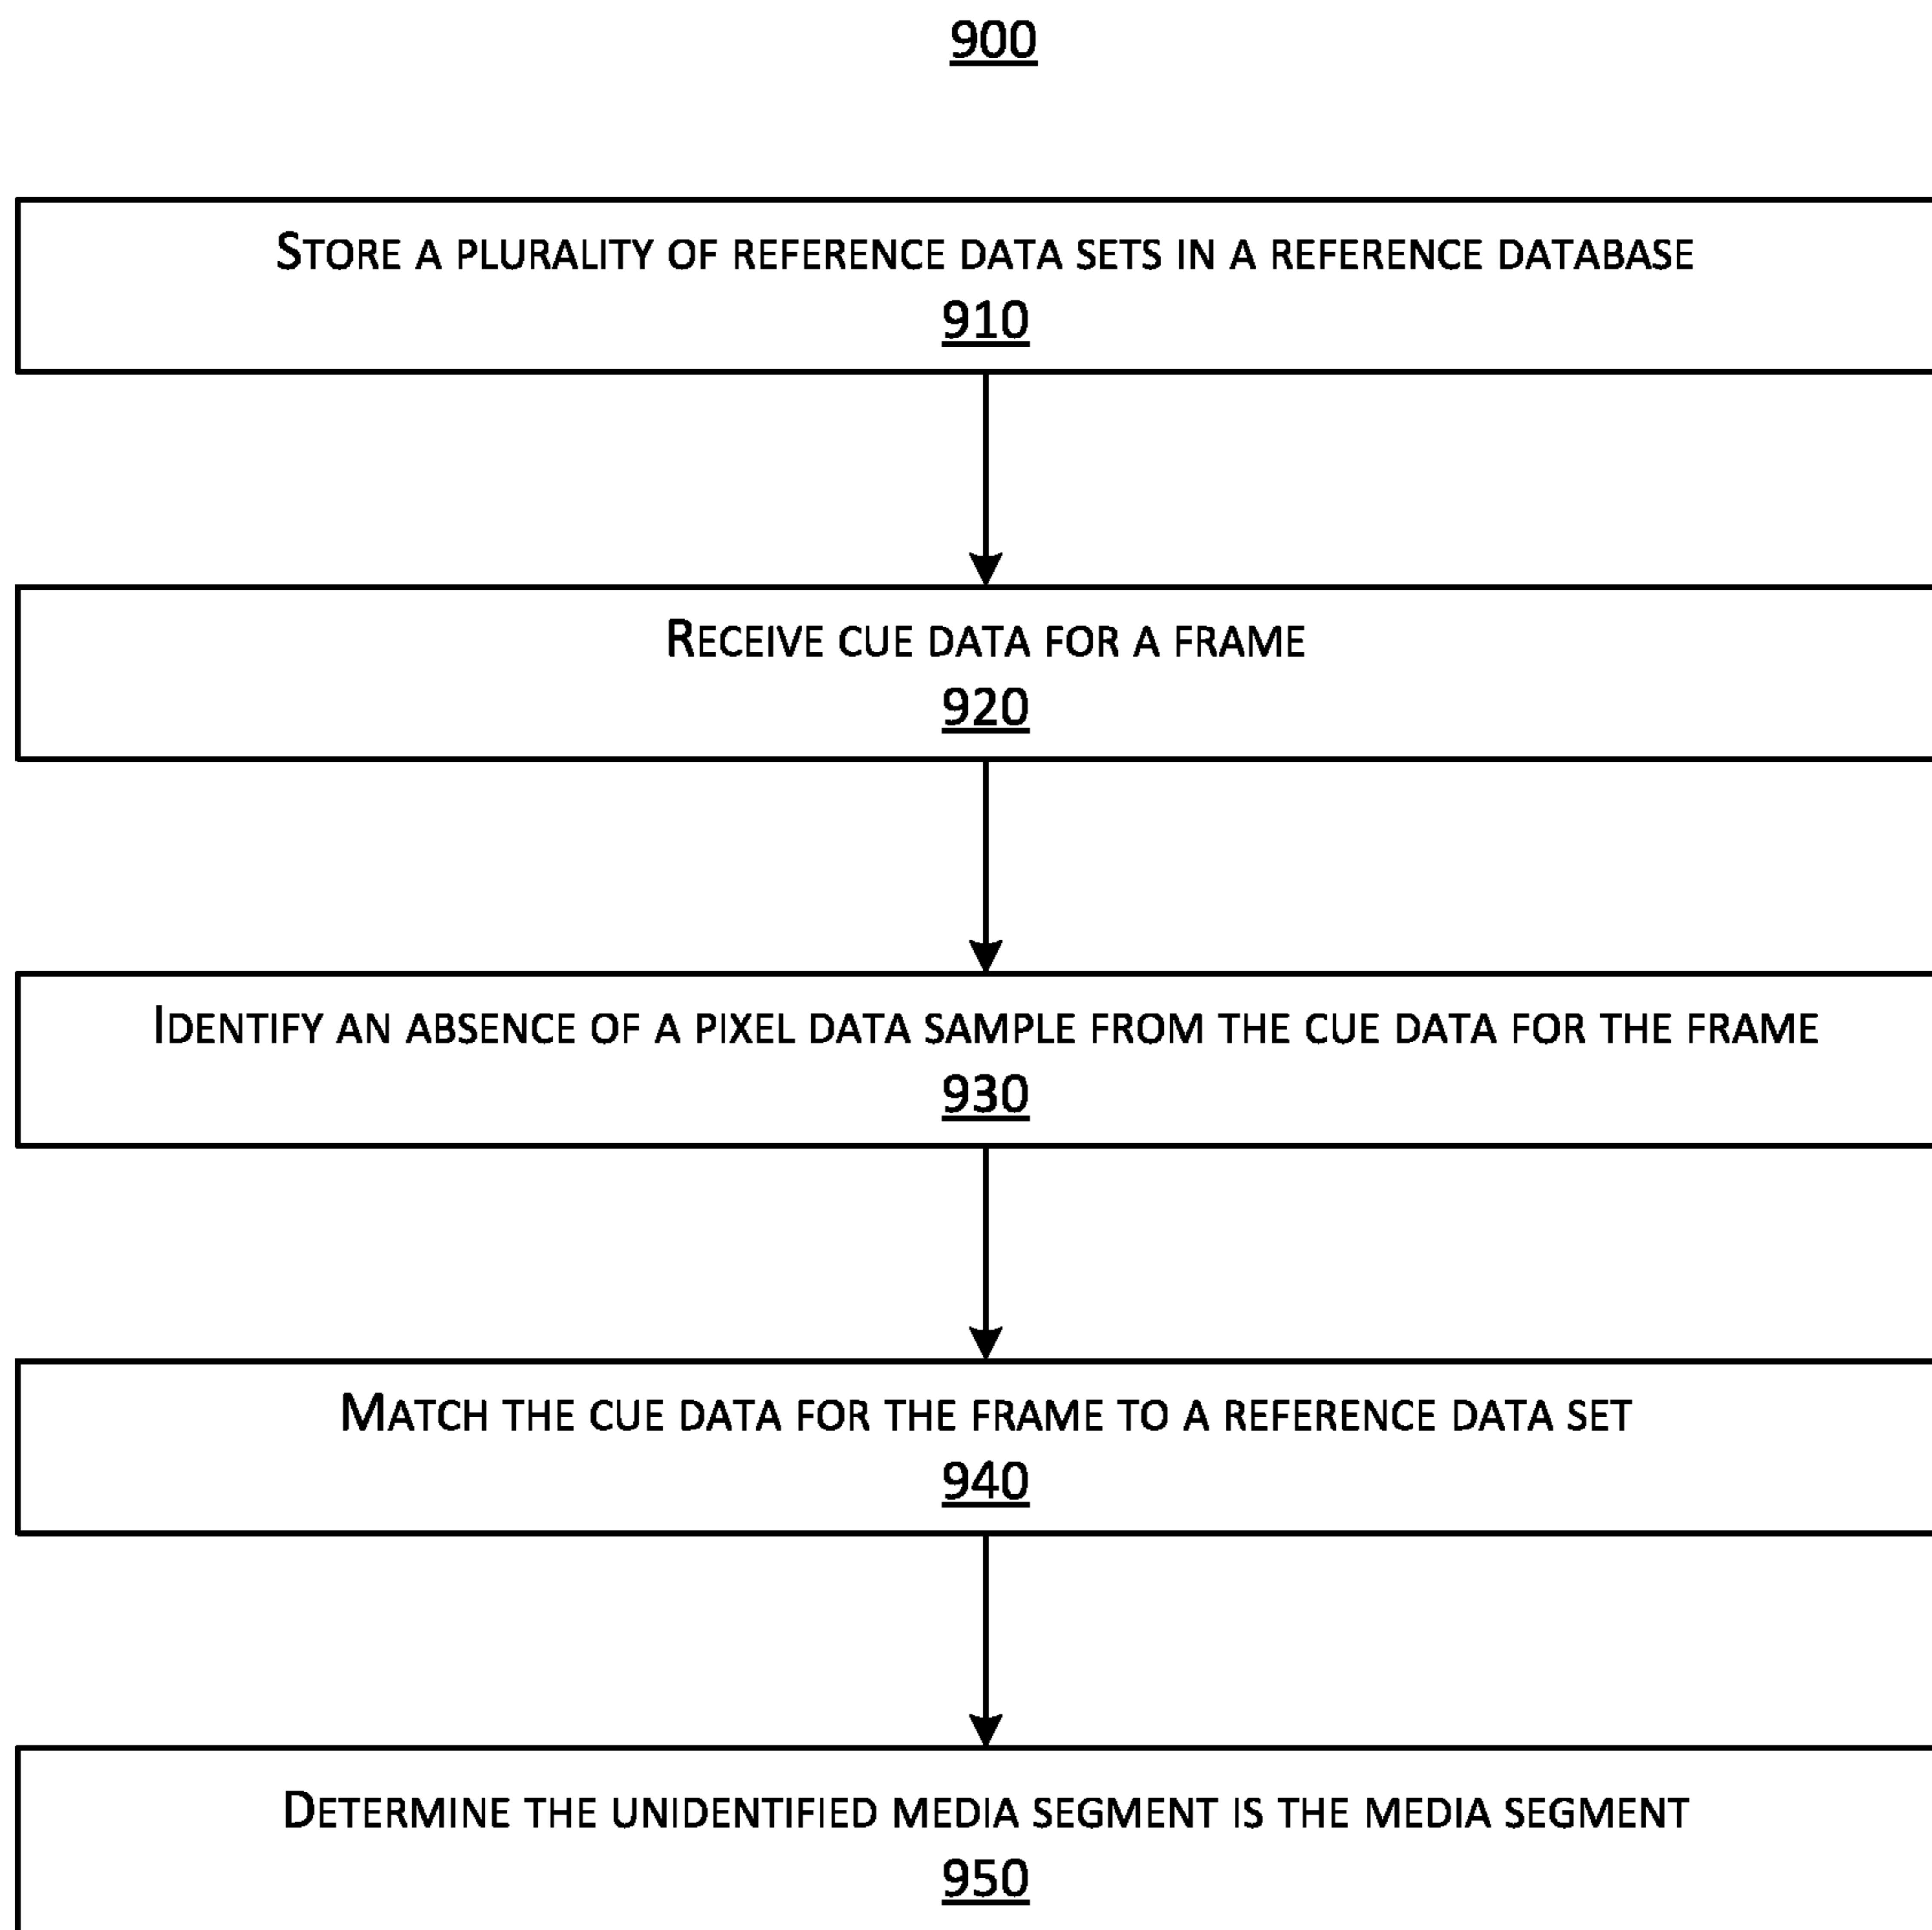 900
STORE A PLURALITY OF REFERENCE DATA SETS IN A REFERENCE DATABASE
910
RECEIVE CUE DATA FOR A FRAME
920
IDENTIFY AN ABSENCE OF A PIXEL DATA SAMPLE FROM THE CUE DATA FOR THE FRAME
930
MATCH THE CUE DATA FOR THE FRAME TO A REFERENCE DATA SET
940
DETERMINE THE UNIDENTIFIED MEDIA SEGMENT IS THE MEDIA SEGMENT
950